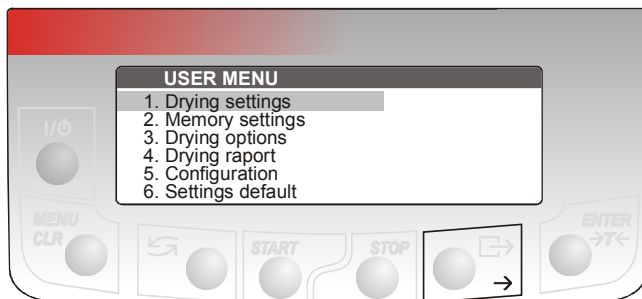 USER MENU
1. Drying settings
2. Memory settings
3. Drying options
4. Drying raport
5. Configuration
6. Settings default
I/⏻
MENU
CLR
START
STOP
→
ENTER
→T←